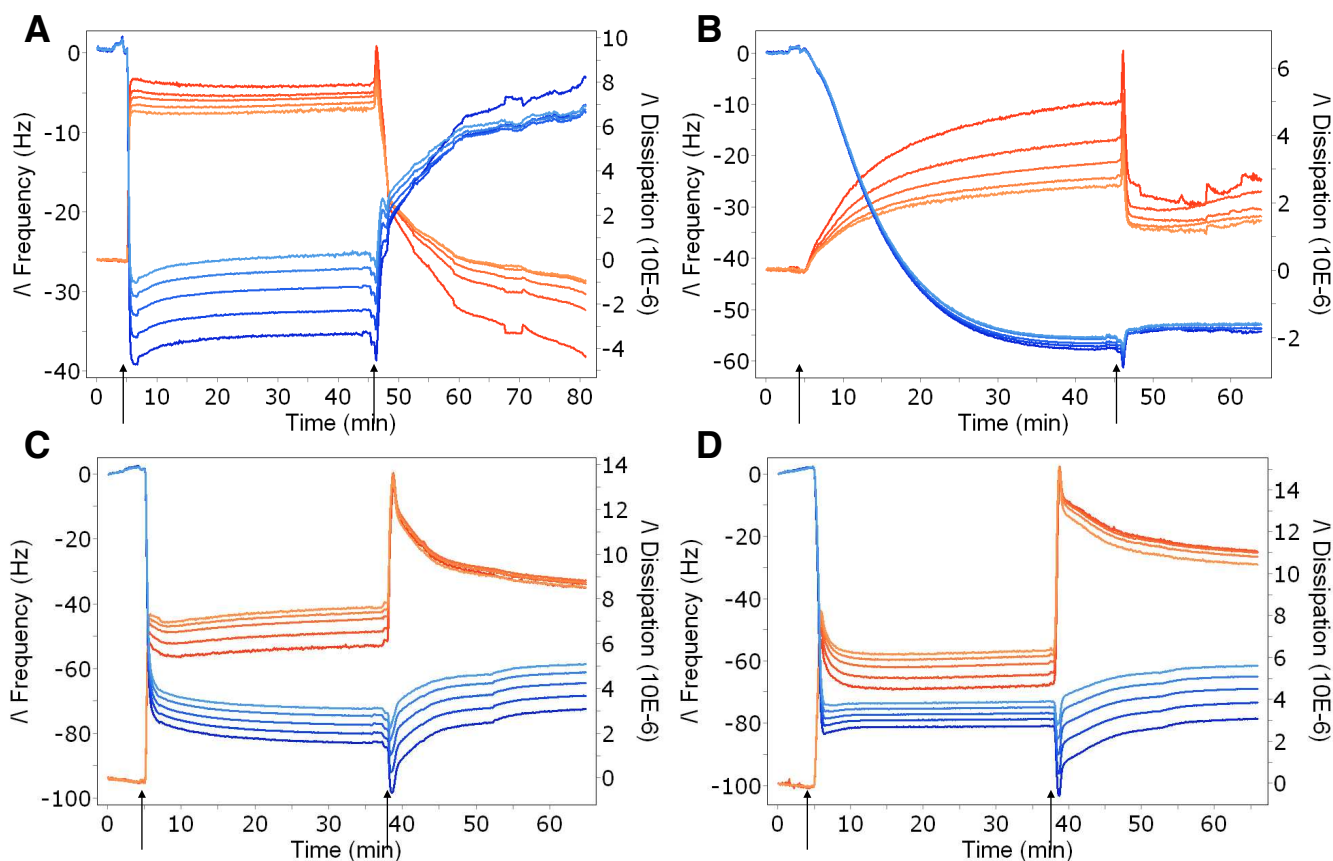 A
0
-10
-20
-30
-40
10
8
6
4
2
0
-2
-4
0 10 20 30 40 50 60 70 80
Time (min)
/\ Frequency (Hz)
/\ Dissipation (10E-6)
B
0
-10
-20
-30
-40
-50
-60
6
4
2
0
-2
0 10 20 30 40 50 60
Time (min)
/\ Frequency (Hz)
/\ Dissipation (10E-6)
C
0
-20
-40
-60
-80
-100
14
12
10
8
6
4
2
0
0 10 20 30 40 50 60
Time (min)
/\ Frequency (Hz)
/\ Dissipation (10E-6)
D
0
-20
-40
-60
-80
-100
14
12
10
8
6
4
2
0
0 10 20 30 40 50 60
Time (min)
/\ Frequency (Hz)
/\ Dissipation (10E-6)